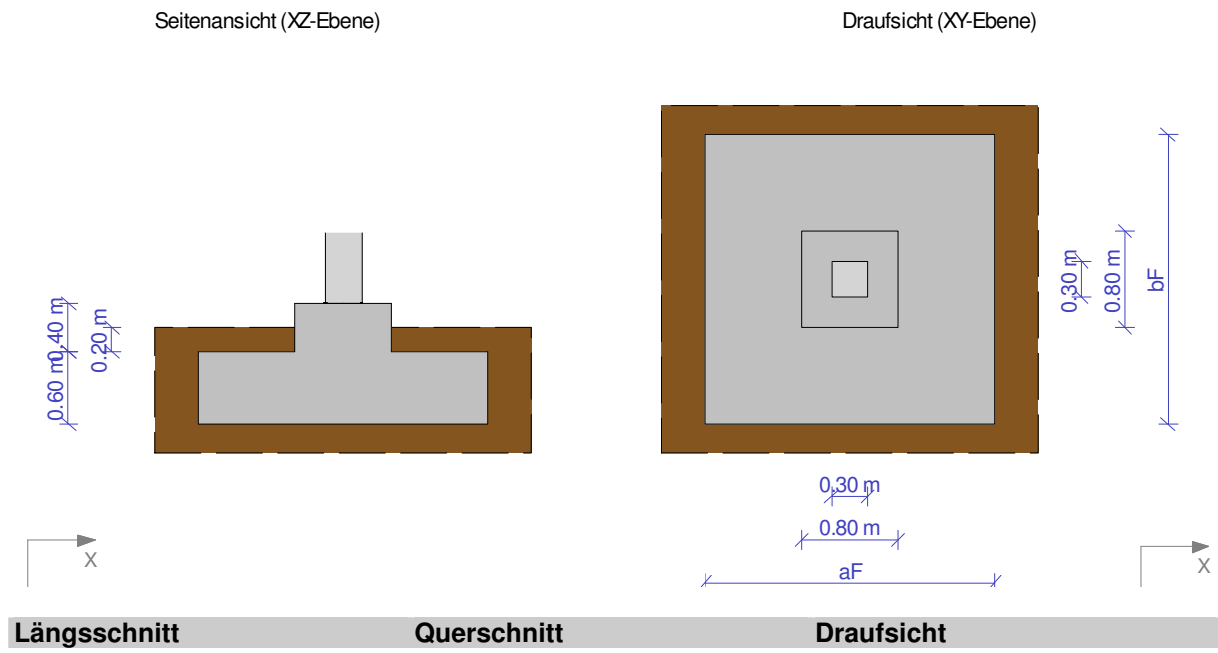 Seitenansicht (XZ-Ebene)
Draufsicht (XY-Ebene)
0.40 m
0.20 m
0.60 m
0.30 m
0.80 m
bF
0.30 m
0.80 m
aF
X
X
Längsschnitt Querschnitt Draufsicht